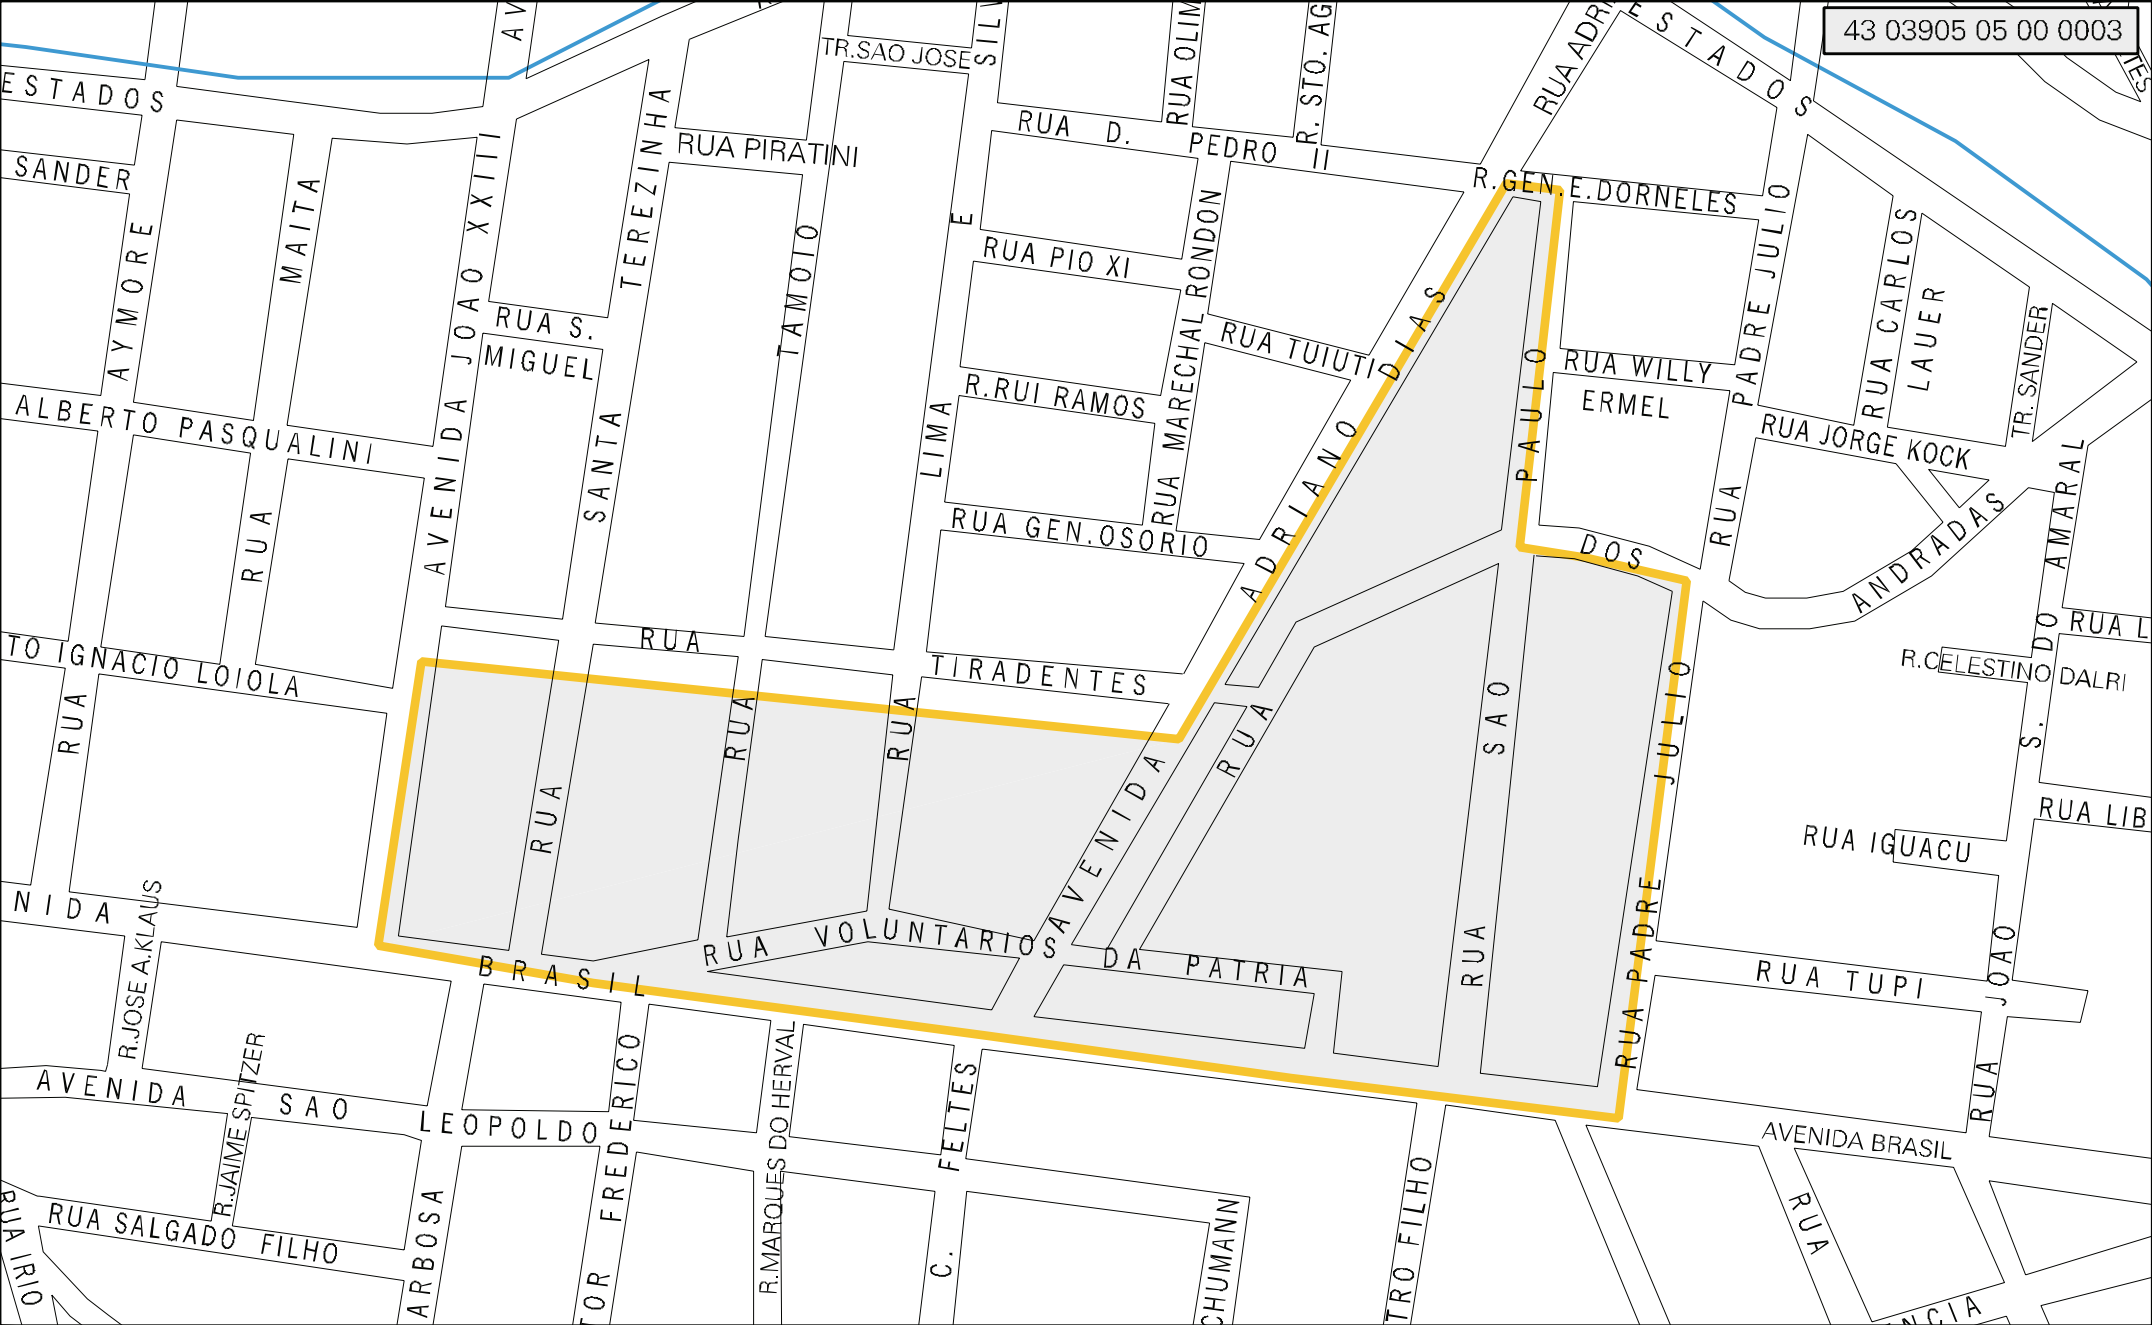 43 03905 05 00 0003
AV
SILV
RUA OLIM
R. STO. AG
RUA ADRI
ESTADOS
TES
TR.SAO JOSE
ESTADOS
SANDER
RUA PIRATINI
RUA D. PEDRO II
R.GEN.E.DORNELES
RUA AYMORE
RUA MAITA
AVENIDA JOAO XXIII
RUA SANTA TEREZINHA
RUA TAMOIO
RUA LIMA E
RUA MARECHAL RONDON
RUA PIO XI
RUA S.
MIGUEL
RUA TUIUTI
R.RUI RAMOS
RUA GEN.OSORIO
AVENIDA ADRIANO DIAS
RUA SAO PAULO
RUA WILLY
ERMEL
RUA PADRE JULIO
RUA CARLOS
LAUER
TR. SANDER
RUA JORGE KOCK
DOS ANDRADAS
ALBERTO PASQUALINI
TO IGNACIO LOIOLA
RUA TIRADENTES
RUA
RUA JOAO S. DO AMARAL
RUA L
R.CELESTINO DALRI
RUA LIB
RUA IGUACU
RUA PADRE JULIO
RUA TUPI
NIDA BRASIL
RUA VOLUNTARIOS DA PATRIA
R.JOSE A.KLAUS
R.JAIME SPITZER
AVENIDA SAO LEOPOLDO
TOR FREDERICO
R.MARQUES DO HERVAL
C. FELTES
CHUMANN
TRO FILHO
AVENIDA BRASIL
RUA
NCIA
RUA SALGADO FILHO
ARBOSA
RUA IRIO